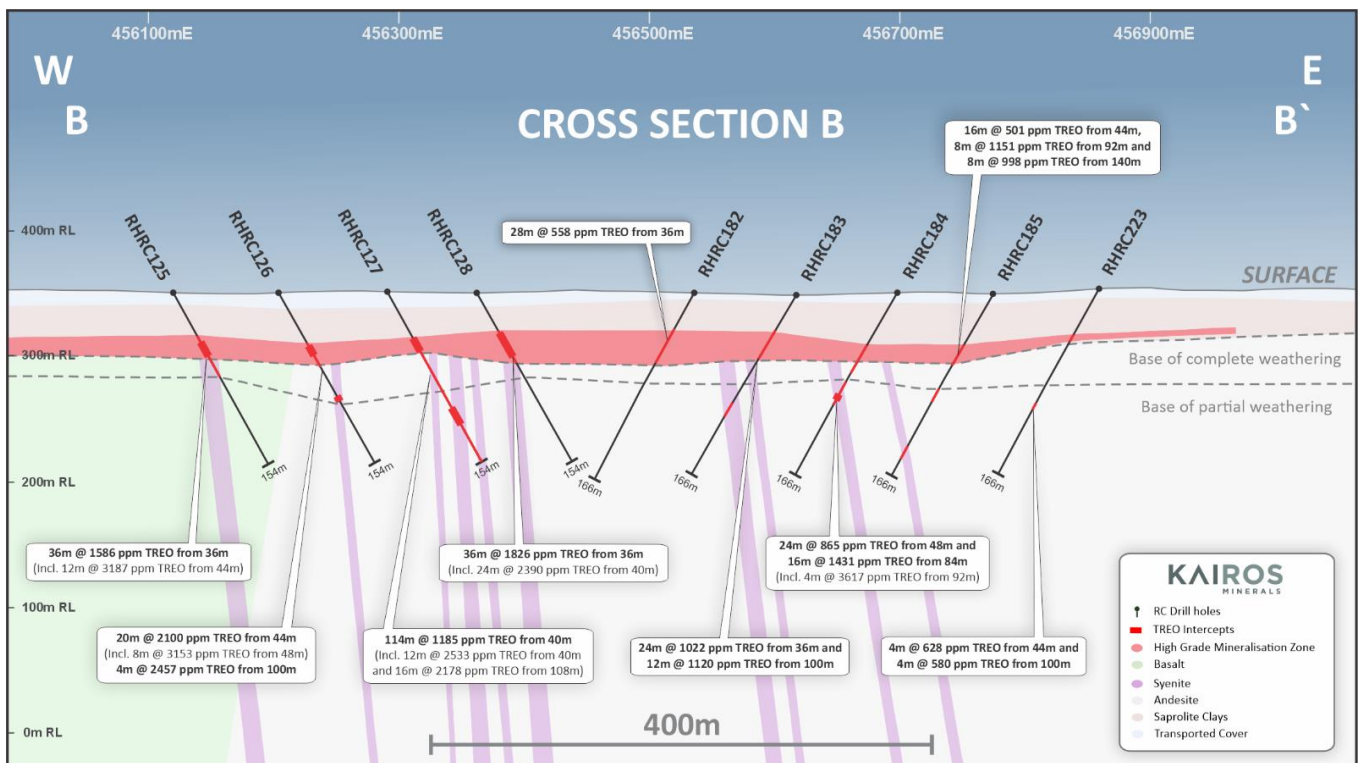 456100mE
456300mE
456500mE
456700mE
456900mE
W
E
B
CROSS SECTION B
B`
16m @ 501 ppm TREO from 44m,
8m @ 1151 ppm TREO from 92m and
8m @ 998 ppm TREO from 140m
400m RL
RHRC125
RHRC126
RHRC127
RHRC128
28m @ 558 ppm TREO from 36m
RHRC182
RHRC183
RHRC184
RHRC185
RHRC223
SURFACE
300m RL
Base of complete weathering
Base of partial weathering
154m
154m
154m
154m
166m
166m
166m
166m
166m
200m RL
36m @ 1586 ppm TREO from 36m
(Incl. 12m @ 3187 ppm TREO from 44m)
36m @ 1826 ppm TREO from 36m
(Incl. 24m @ 2390 ppm TREO from 40m)
24m @ 865 ppm TREO from 48m and
16m @ 1431 ppm TREO from 84m
(Incl. 4m @ 3617 ppm TREO from 92m)
100m RL
20m @ 2100 ppm TREO from 44m
(Incl. 8m @ 3153 ppm TREO from 48m)
4m @ 2457 ppm TREO from 100m
114m @ 1185 ppm TREO from 40m
(Incl. 12m @ 2533 ppm TREO from 40m
and 16m @ 2178 ppm TREO from 108m)
24m @ 1022 ppm TREO from 36m and
12m @ 1120 ppm TREO from 100m
4m @ 628 ppm TREO from 44m and
4m @ 580 ppm TREO from 100m
0m RL
400m
KAIROS
MINERALS
RC Drill holes
TREO Intercepts
High Grade Mineralisation Zone
Basalt
Syenite
Andesite
Saprolite Clays
Transported Cover